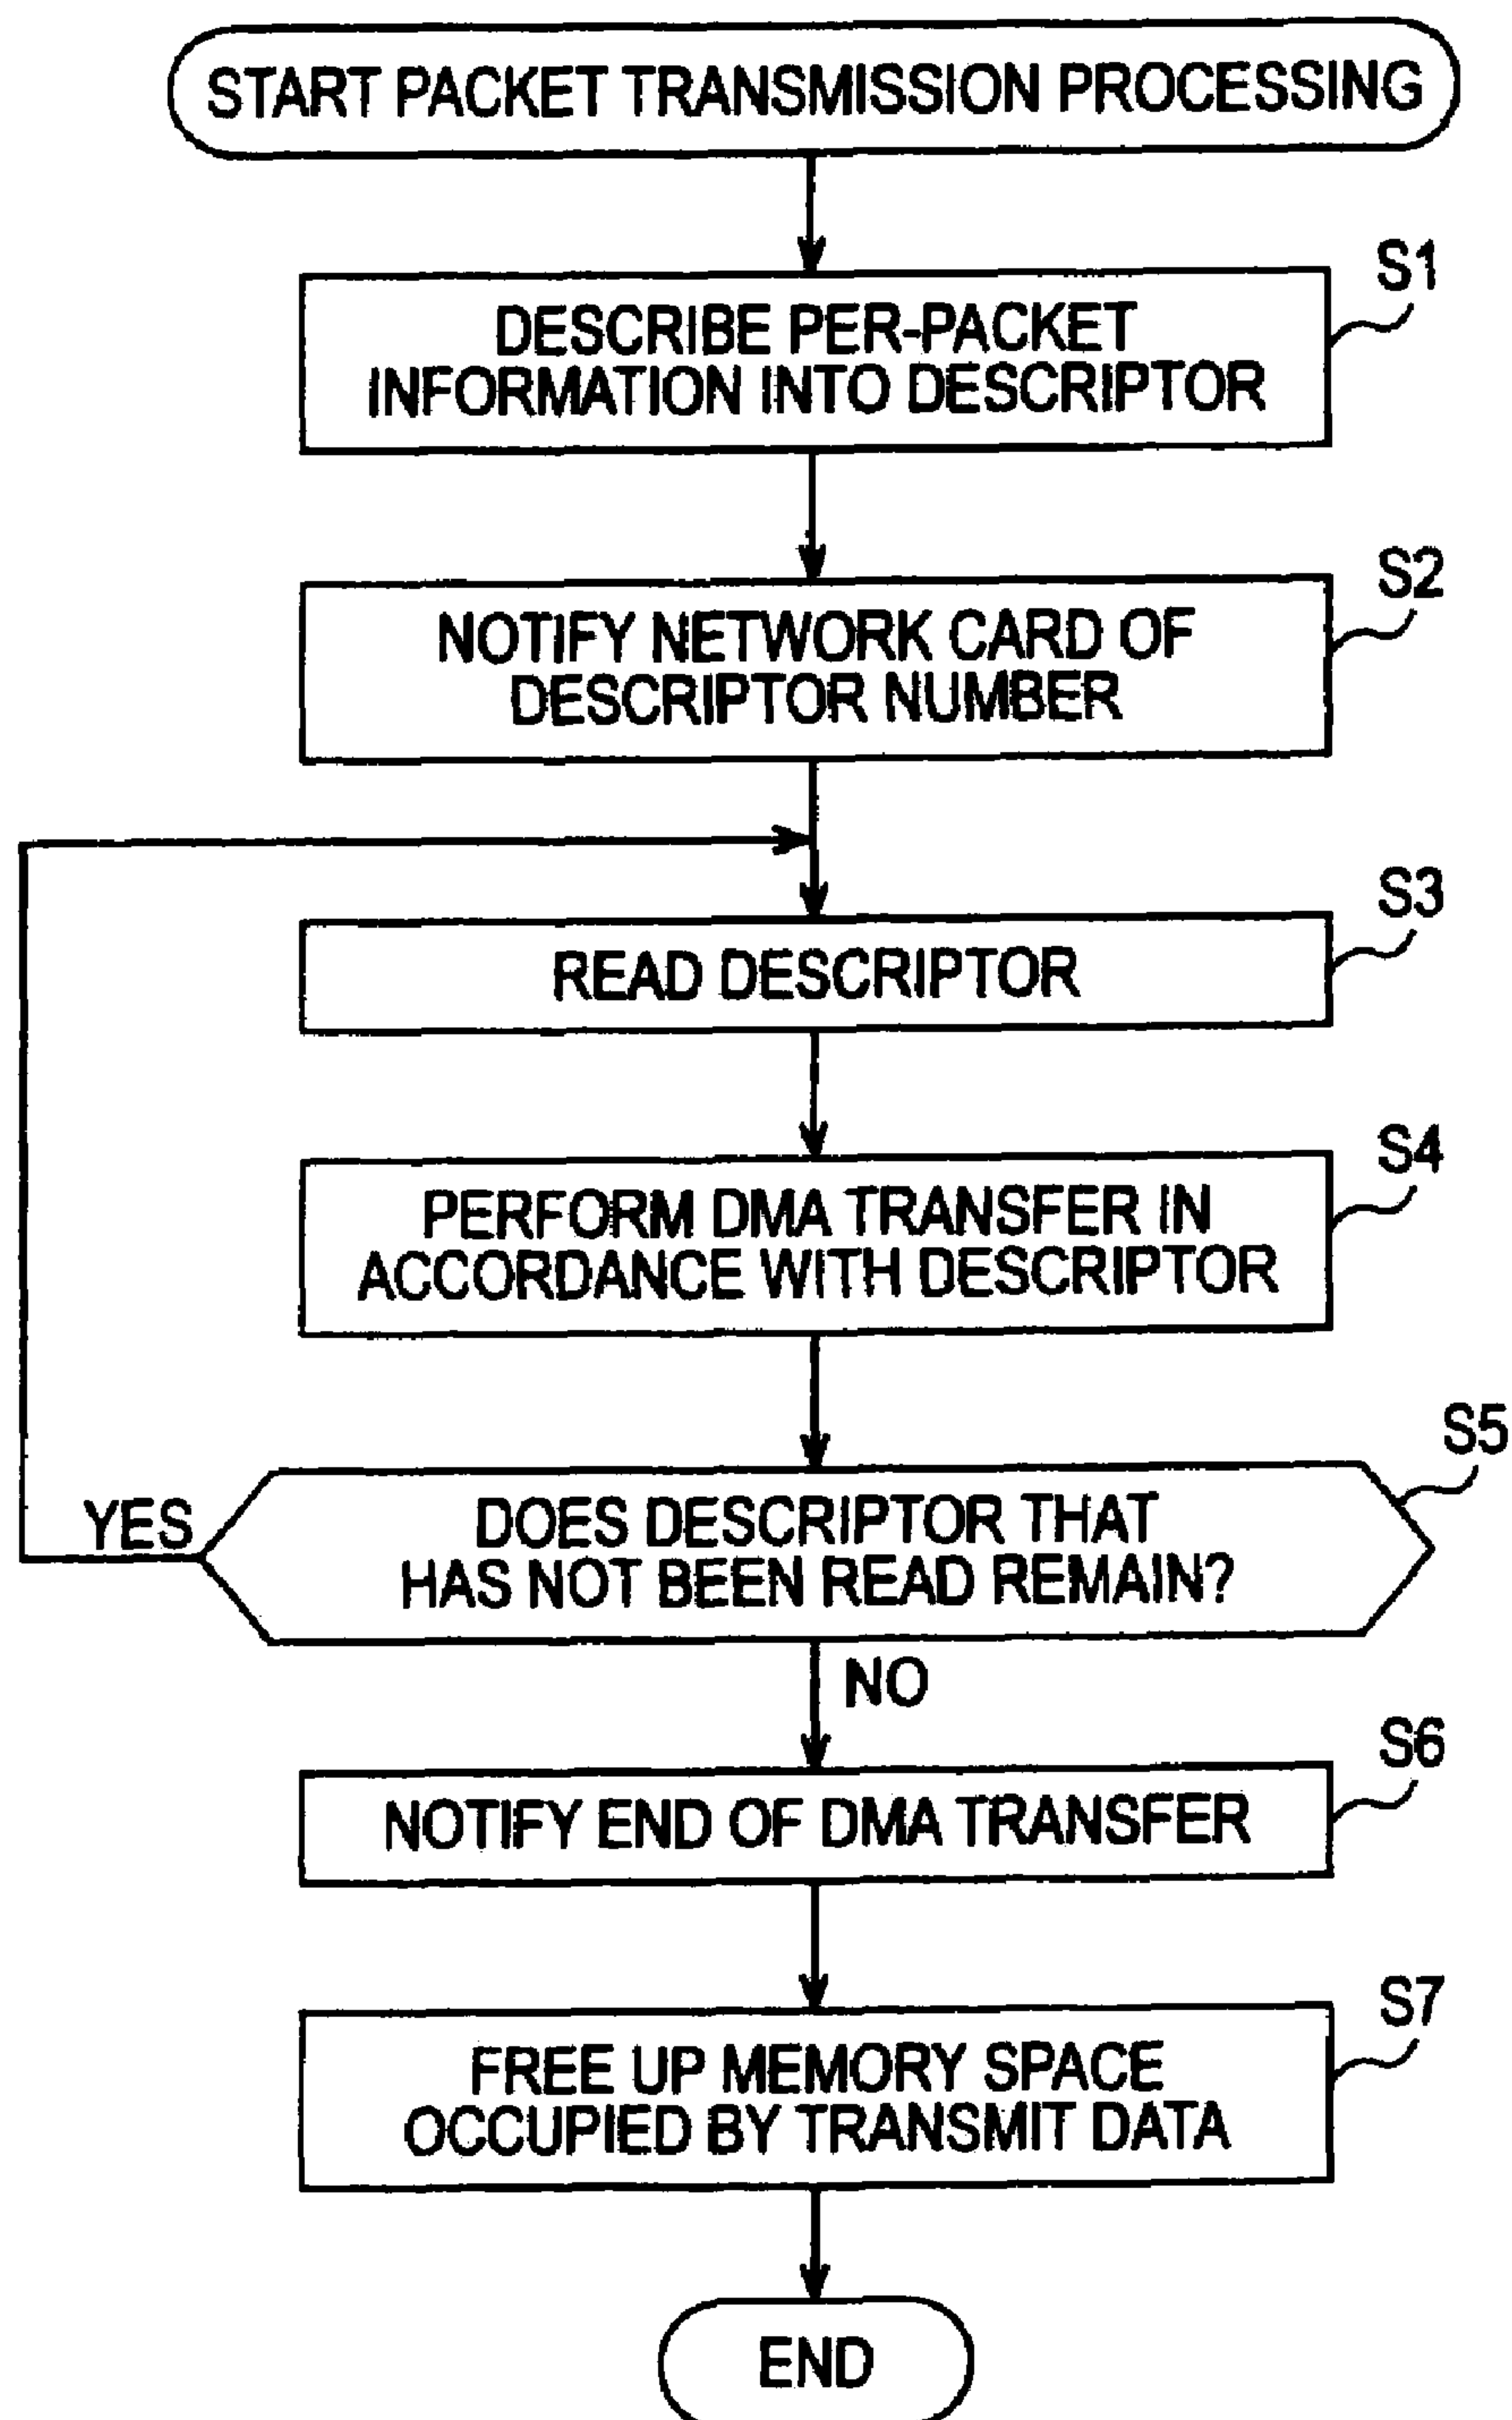 START PACKET TRANSMISSION PROCESSING
S1
DESCRIBE PER-PACKET
INFORMATION INTO DESCRIPTOR
S2
NOTIFY NETWORK CARD OF
DESCRIPTOR NUMBER
S3
READ DESCRIPTOR
S4
PERFORM DMA TRANSFER IN
ACCORDANCE WITH DESCRIPTOR
S5
YES
DOES DESCRIPTOR THAT
HAS NOT BEEN READ REMAIN?
NO
S6
NOTIFY END OF DMA TRANSFER
S7
FREE UP MEMORY SPACE
OCCUPIED BY TRANSMIT DATA
END